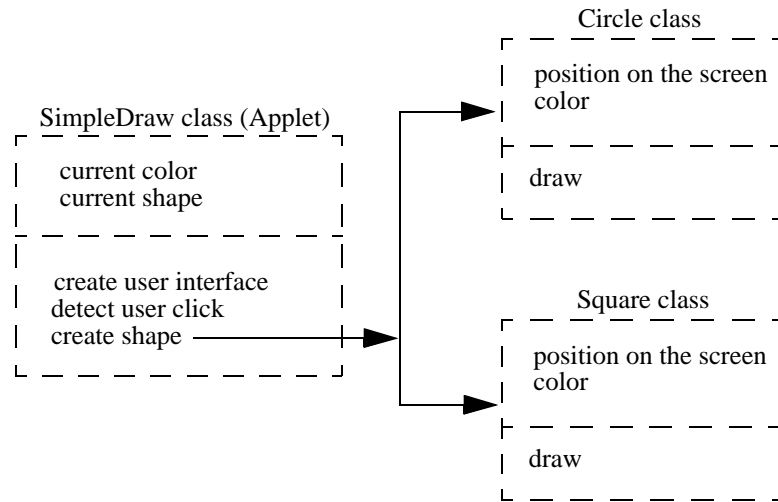 SimpleDraw class (Applet)
current color
current shape
create user interface
detect user click
create shape
Circle class
position on the screen
color
draw
Square class
position on the screen
color
draw